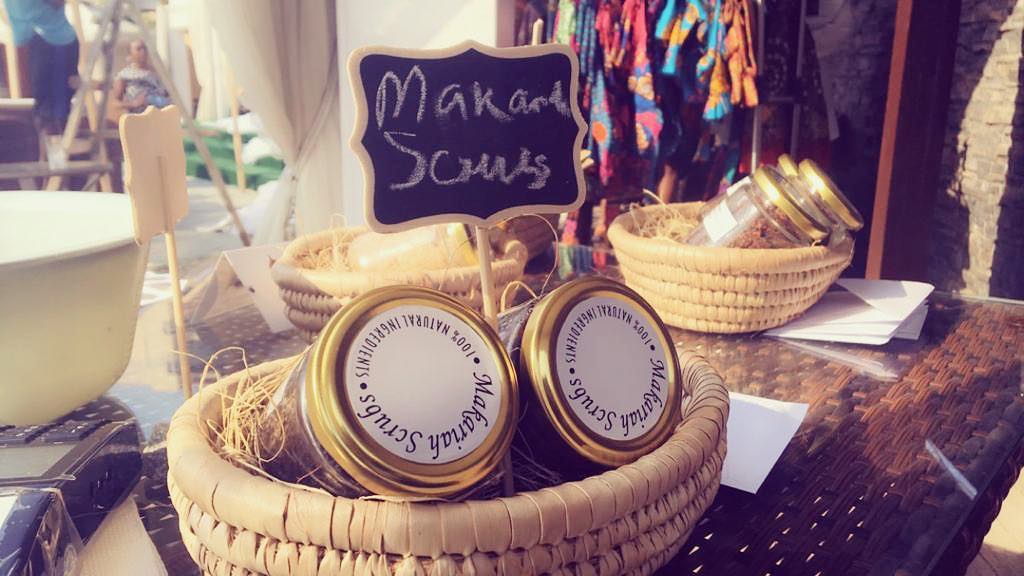 Scrubs
• 100% NATURAL INGREDIENTS •
Makariah Scrubs
• 100% NATURAL INGREDIENTS •
Makariah Scrubs